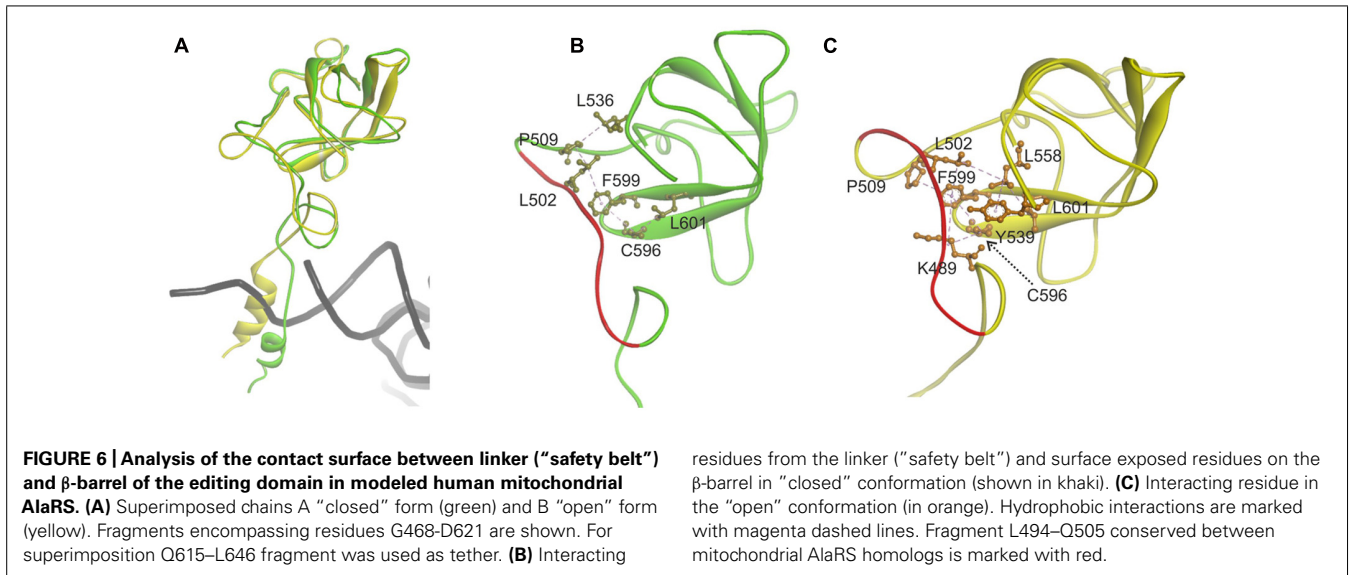 A
B
C
L536
P509
L502
F599
L601
C596
L502
L558
P509
F599
L601
Y539
K489
C596
FIGURE 6 | Analysis of the contact surface between linker (“safety belt”)
and β-barrel of the editing domain in modeled human mitochondrial
AlaRS. (A) Superimposed chains A “closed” form (green) and B “open” form
(yellow). Fragments encompassing residues G468-D621 are shown. For
superimposition Q615–L646 fragment was used as tether. (B) Interacting
residues from the linker (”safety belt”) and surface exposed residues on the
β-barrel in ”closed” conformation (shown in khaki). (C) Interacting residue in
the “open” conformation (in orange). Hydrophobic interactions are marked
with magenta dashed lines. Fragment L494–Q505 conserved between
mitochondrial AlaRS homologs is marked with red.